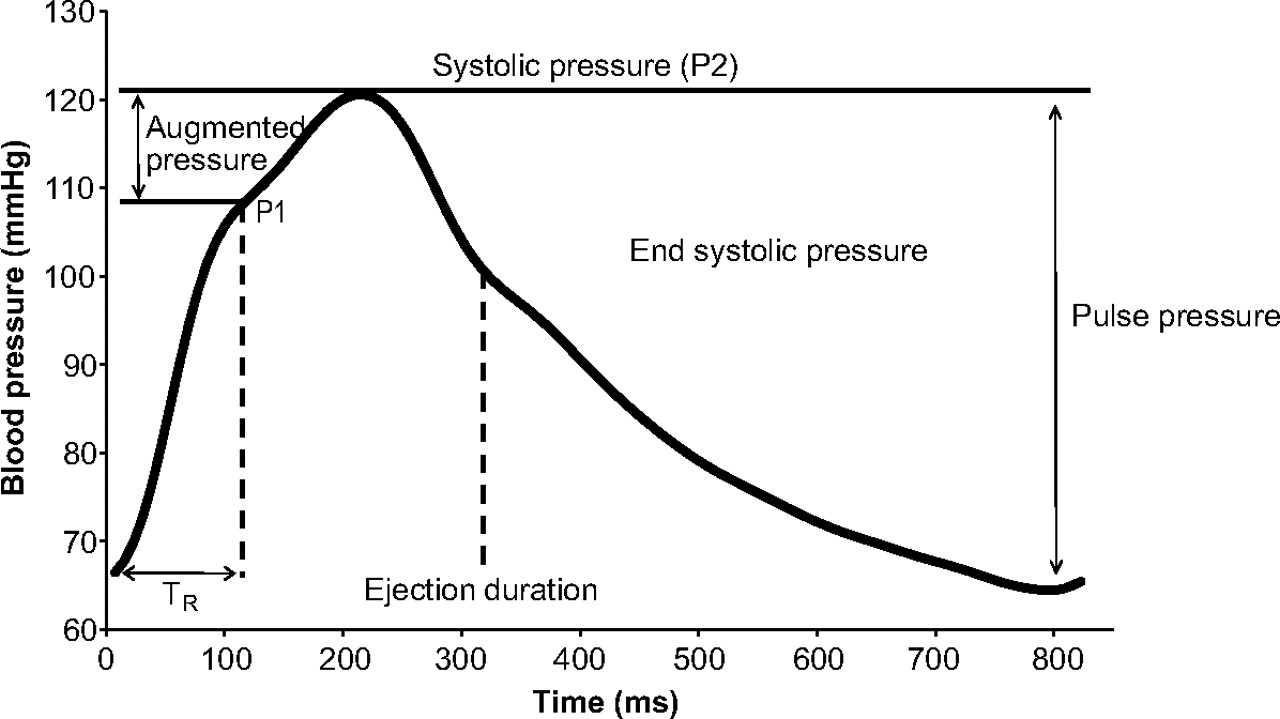 130
Systolic pressure (P2)
120
Augmented
pressure
110
P1
End systolic pressure
100
Pulse pressure
90
80
70
Ejection duration
TR
60
0 100 200 300 400 500 600 700 800
Time (ms)
Blood pressure (mmHg)